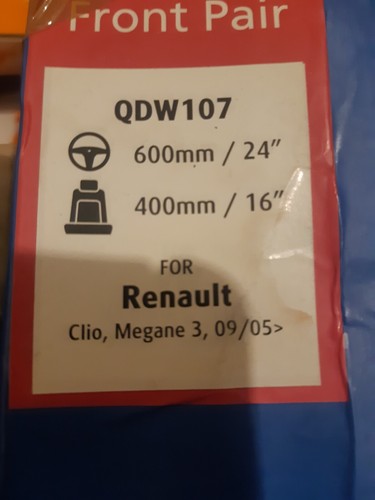 Front Pair
QDW107
600mm / 24"
400mm / 16"
FOR
Renault
Clio, Megane 3, 09/05>